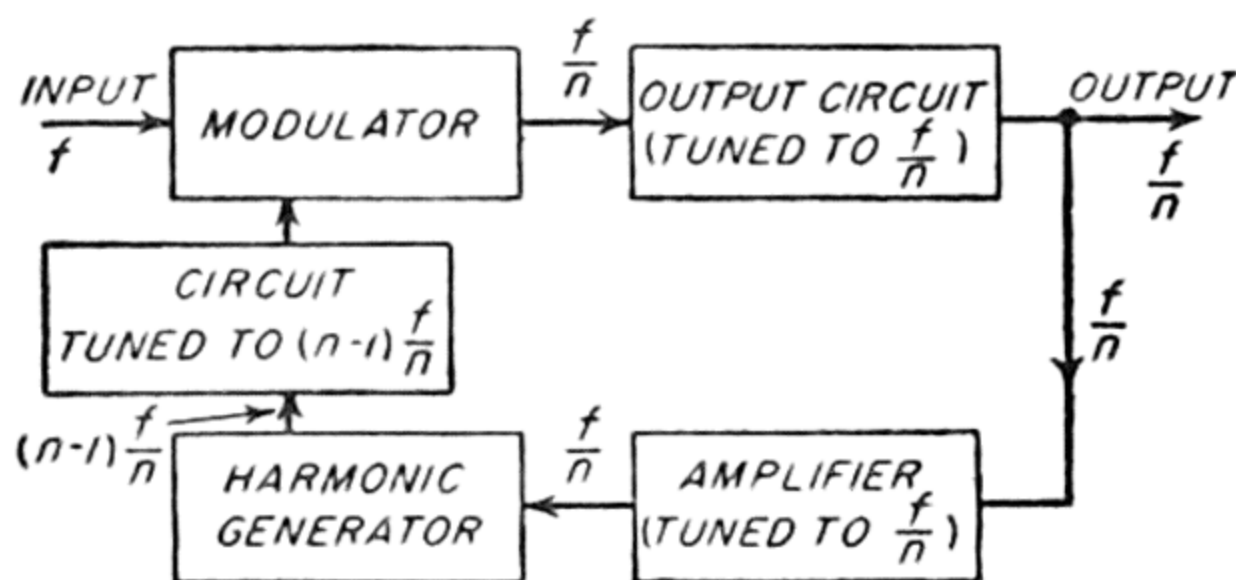 INPUT
f
MODULATOR
f/n
OUTPUT CIRCUIT
(TUNED TO f/n)
OUTPUT
f/n
CIRCUIT
TUNED TO (n-1) f/n
f/n
(n-1) f/n
HARMONIC
GENERATOR
f/n
AMPLIFIER
(TUNED TO f/n)